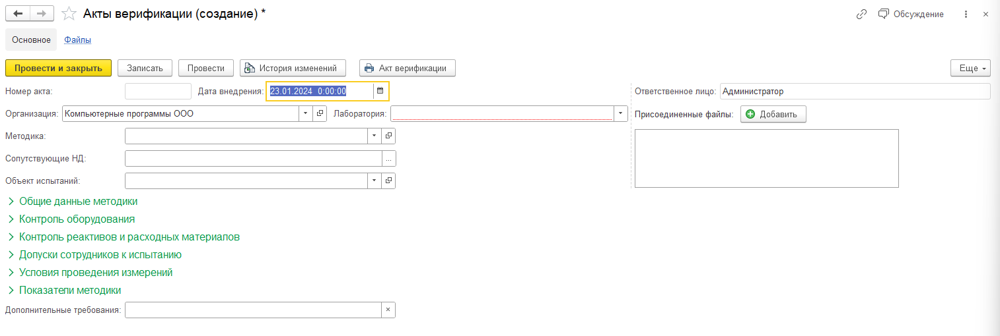 Акты верификации (создание) *
Обсуждение
Основное Файлы
Провести и закрыть Записать Провести История изменений Акт верификации Еще
Номер акта: Дата внедрения: 23.01.2024 0:00:00 Ответственное лицо: Администратор
Организация: Компьютерные программы ООО Лаборатория: Присоединенные файлы: Добавить
Методика:
Сопутствующие НД: ...
Объект испытаний:
Общие данные методики
Контроль оборудования
Контроль реактивов и расходных материалов
Допуски сотрудников к испытанию
Условия проведения измерений
Показатели методики
Дополнительные требования: